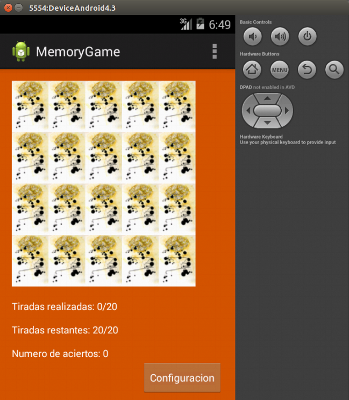 5554:DeviceAndroid4.3
3G 6:49
MemoryGame
Tiradas realizadas: 0/20
Tiradas restantes: 20/20
Numero de aciertos: 0
Configuracion
Basic Controls
Hardware Buttons
MENU
DPAD not enabled in AVD
Hardware Keyboard
Use your physical keyboard to provide input